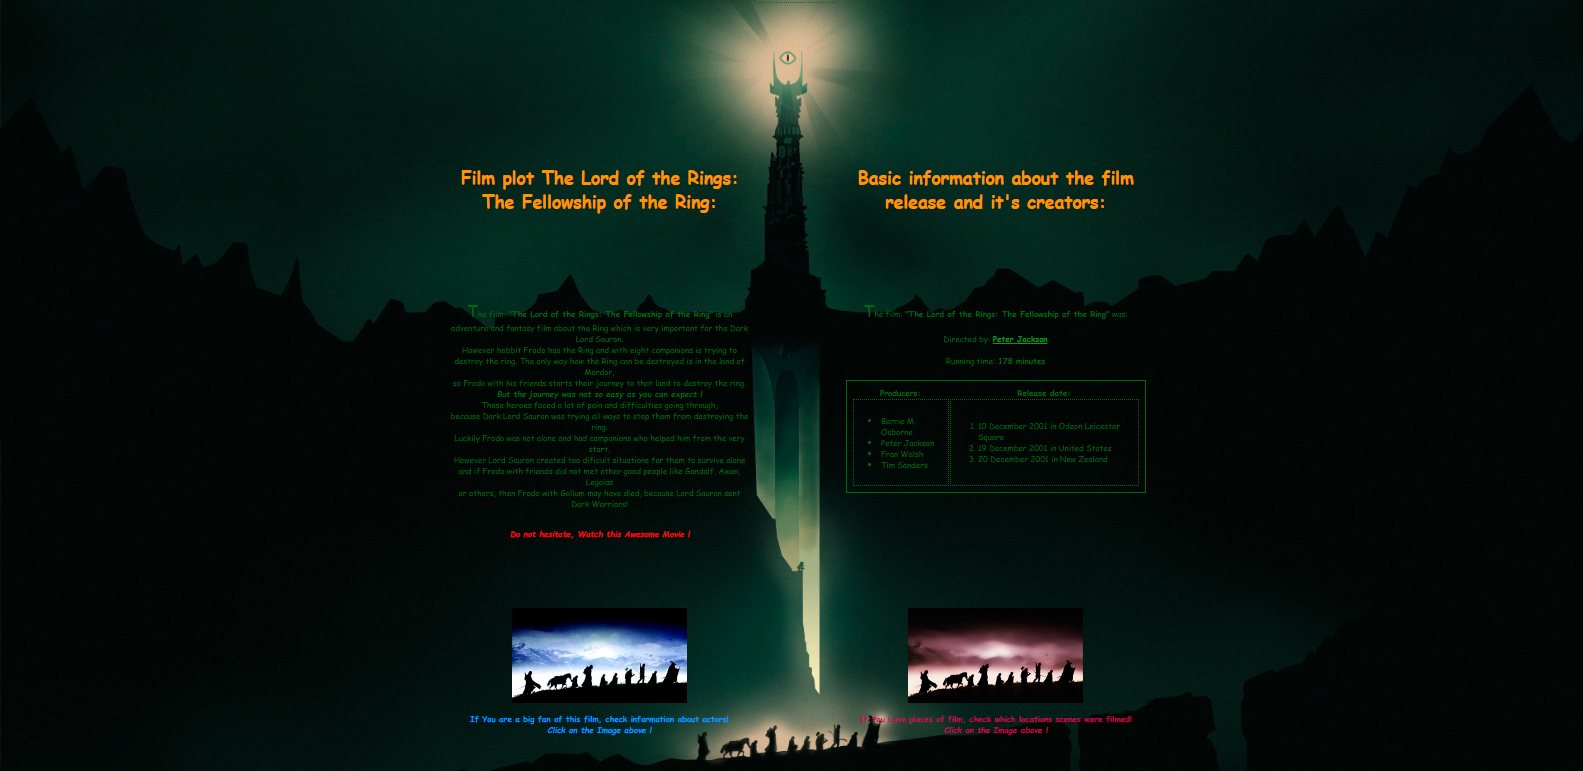 Film plot The Lord of the Rings:
The Fellowship of the Ring:
The film: "The Lord of the Rings: The Fellowship of the Ring" is an
adventure and fantasy film about the Ring which is very important for the Dark
Lord Sauron.
However hobbit Frodo has the Ring and with eight companions is trying to
destroy the ring. The only way how the Ring can be destroyed is in the land of
Mordor,
so Frodo with his friends starts their journey to that land to destroy the ring.
But the journey was not so easy as you can expect !
Those heroes faced a lot of pain and difficulties going through,
because Dark Lord Sauron was trying all ways to stop them from destroying the
ring.
Luckily Frodo was not alone and had companions who helped him from the very
start,
However Lord Sauron created too dificult situations for them to survive alone
and if Frodo with friends did not met other good people like Gandalf, Awen,
Legolas
or others, then Frodo with Gollum may have died, because Lord Sauron sent
Dark Warriors!
Do not hesitate, Watch this Awesome Movie !
If You are a big fan of this film, check information about actors!
Click on the Image above !
Basic information about the film
release and it's creators:
The film: "The Lord of the Rings: The Fellowship of the Ring" was:
Directed by: Peter Jackson
Running time: 178 minutes
Producers:
Barrie M.
Osborne
Peter Jackson
Fran Walsh
Tim Sanders
Release date:
1. 10 December 2001 in Odeon Leicester
Square
2. 19 December 2001 in United States
3. 20 December 2001 in New Zealand
If You love places of film, check which locations scenes were filmed!
Click on the Image above !